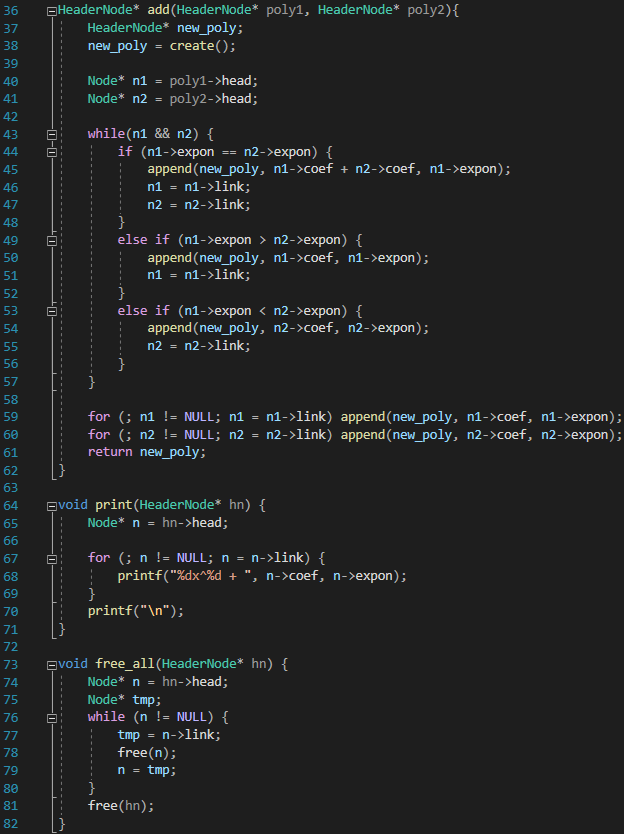 36 HeaderNode* add(HeaderNode* poly1, HeaderNode* poly2){
37     HeaderNode* new_poly;
38     new_poly = create();
39
40     Node* n1 = poly1->head;
41     Node* n2 = poly2->head;
42
43     while(n1 && n2) {
44         if (n1->expon == n2->expon) {
45             append(new_poly, n1->coef + n2->coef, n1->expon);
46             n1 = n1->link;
47             n2 = n2->link;
48         }
49         else if (n1->expon > n2->expon) {
50             append(new_poly, n1->coef, n1->expon);
51             n1 = n1->link;
52         }
53         else if (n1->expon < n2->expon) {
54             append(new_poly, n2->coef, n2->expon);
55             n2 = n2->link;
56         }
57     }
58
59     for (; n1 != NULL; n1 = n1->link) append(new_poly, n1->coef, n1->expon);
60     for (; n2 != NULL; n2 = n2->link) append(new_poly, n2->coef, n2->expon);
61     return new_poly;
62 }
63
64 void print(HeaderNode* hn) {
65     Node* n = hn->head;
66
67     for (; n != NULL; n = n->link) {
68         printf("%dx^%d + ", n->coef, n->expon);
69     }
70     printf("\n");
71 }
72
73 void free_all(HeaderNode* hn) {
74     Node* n = hn->head;
75     Node* tmp;
76     while (n != NULL) {
77         tmp = n->link;
78         free(n);
79         n = tmp;
80     }
81     free(hn);
82 }